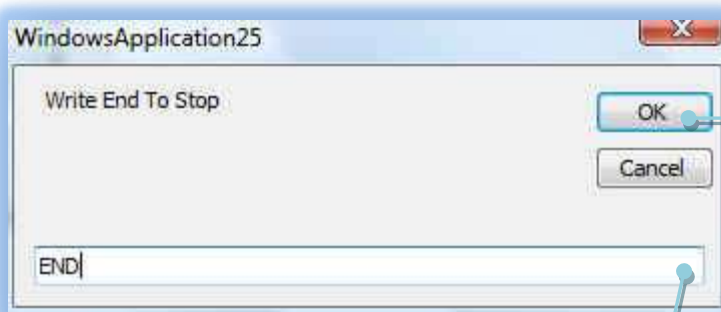 WindowsApplication25
Write End To Stop
OK
Cancel
END